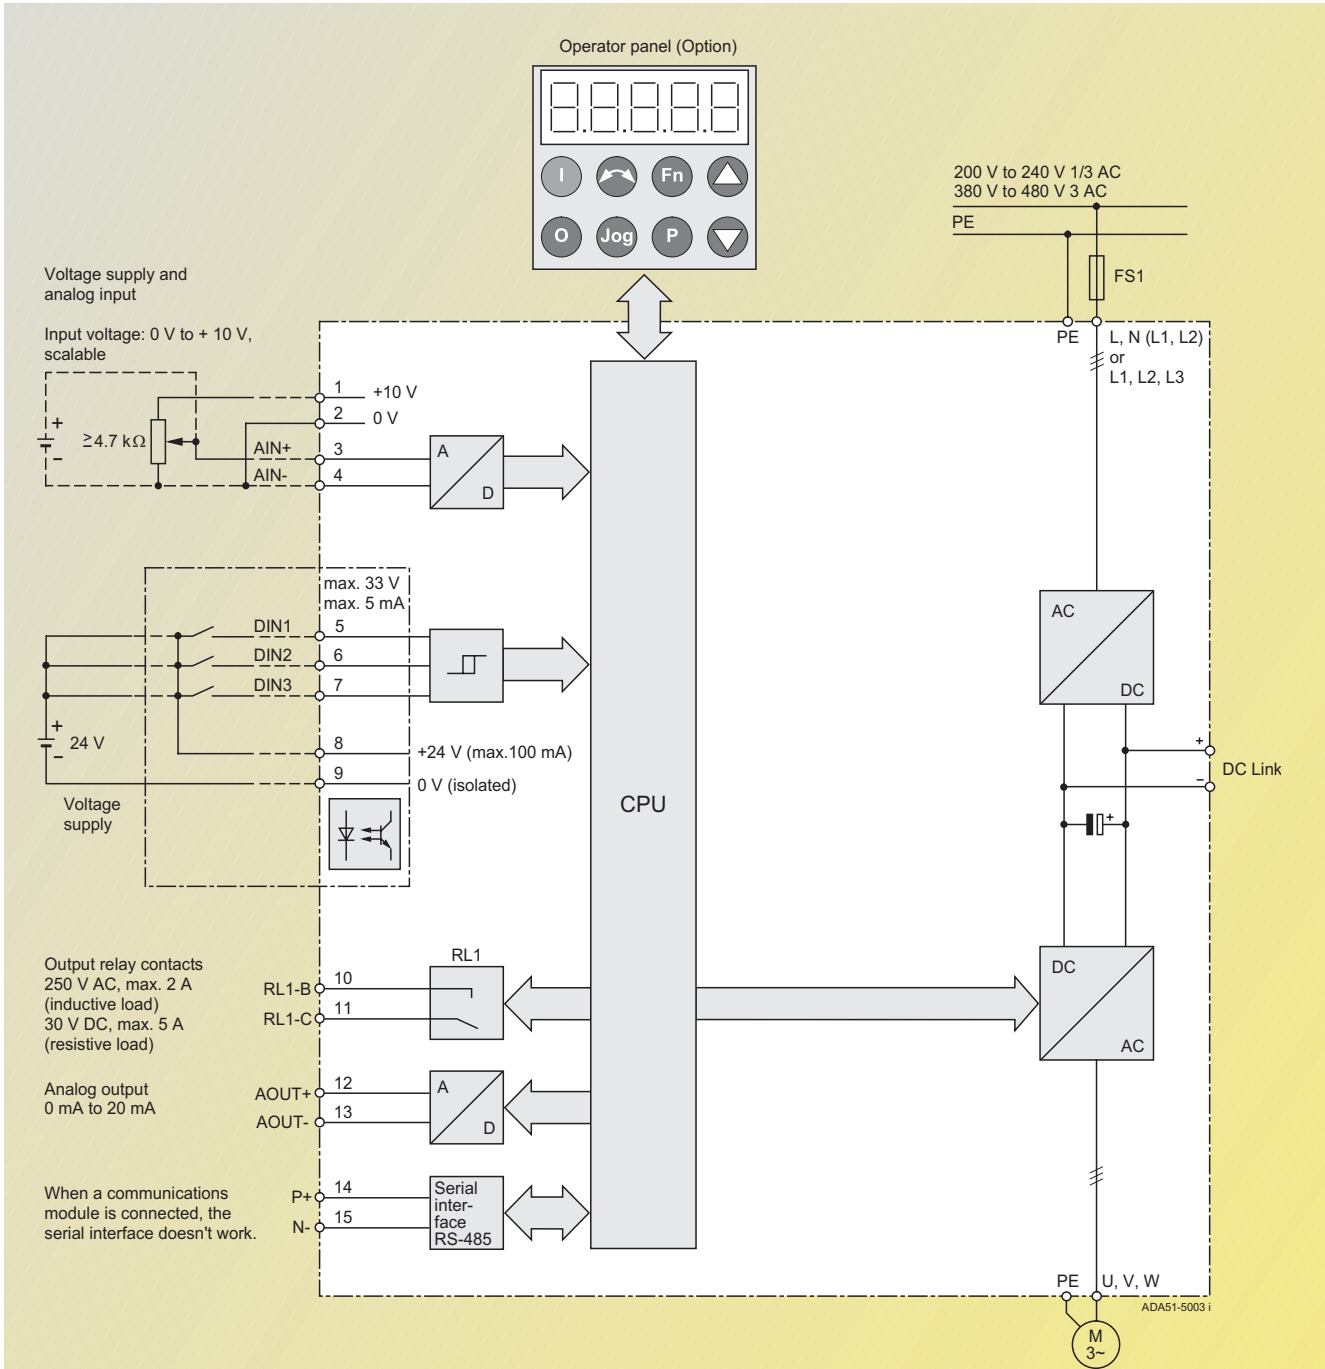 Operator panel (Option)
8.8.8.8.8
I
Fn
O
Jog
P
200 V to 240 V 1/3 AC
380 V to 480 V 3 AC
PE
FS1
Voltage supply and
analog input
Input voltage: 0 V to + 10 V,
scalable
PE
L, N (L1, L2)
or
L1, L2, L3
+
−
≥4.7 kΩ
1
+10 V
2
0 V
AIN+
3
AIN-
4
A
D
max. 33 V
max. 5 mA
DIN1
5
DIN2
6
DIN3
7
+
−
24 V
8
+24 V (max.100 mA)
9
0 V (isolated)
Voltage
supply
CPU
AC
DC
+
−
DC Link
+
Output relay contacts
250 V AC, max. 2 A
(inductive load)
30 V DC, max. 5 A
(resistive load)
RL1
RL1-B
10
RL1-C
11
DC
AC
Analog output
0 mA to 20 mA
AOUT+
12
AOUT-
13
A
D
When a communications
module is connected, the
serial interface doesn't work.
P+
14
N-
15
Serial
inter-
face
RS-485
PE
U, V, W
ADA51-5003 i
M
3~